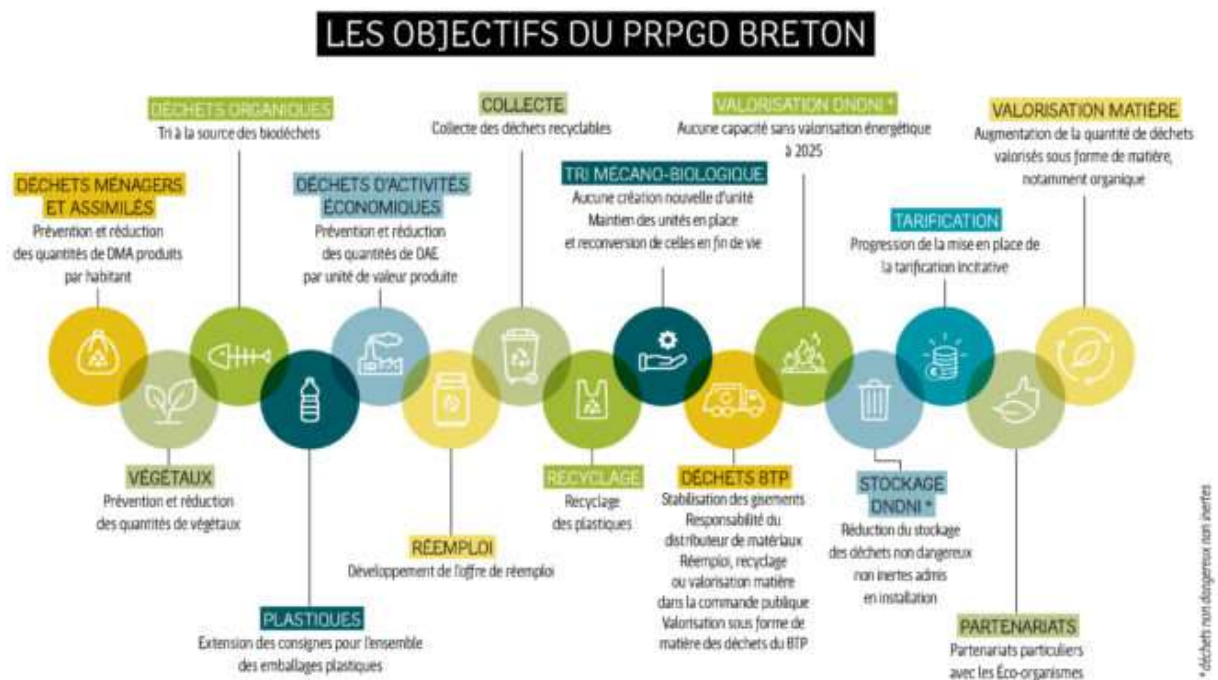 LES OBJECTIFS DU PRPGD BRETON
DÉCHETS MÉNAGERS
ET ASSIMILÉS
Prévention et réduction
des quantités de DMA produits
par habitant
VÉGÉTAUX
Prévention et réduction
des quantités de végétaux
DÉCHETS ORGANIQUES
Tri à la source des biodéchets
PLASTIQUES
Extension des consignes pour l'ensemble
des emballages plastiques
DÉCHETS D'ACTIVITÉS
ÉCONOMIQUES
Prévention et réduction
des quantités de DAE
par unité de valeur produite
RÉEMPLOI
Développement de l'offre de réemploi
COLLECTE
Collecte des déchets recyclables
RECYCLAGE
Recyclage
des plastiques
TRI MÉCANO-BIOLOGIQUE
Aucune création nouvelle d'unité
Maintien des unités en place
et reconversion de celles en fin de vie
DÉCHETS BTP
Stabilisation des gisements
Responsabilité du
distributeur de matériaux
Réemploi, recyclage
ou valorisation matière
dans la commande publique
Valorisation sous forme de
matière des déchets du BTP
VALORISATION DNDNI *
Aucune capacité sans valorisation énergétique
à 2025
STOCKAGE
DNDNI *
Réduction du stockage
des déchets non dangereux
non inertes admis
en installation
TARIFICATION
Progression de la mise en place de
la tarification incitative
PARTENARIATS
Partenariats particuliers
avec les Éco-organismes
VALORISATION MATIÈRE
Augmentation de la quantité de déchets
valorisés sous forme de matière,
notamment organique
* déchets non dangereux non inertes